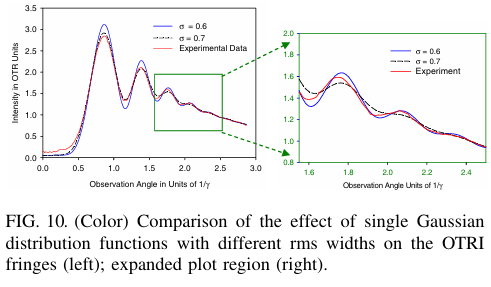 3.5
3.0
2.5
2.0
1.5
1.0
0.5
0.0
Intensity in OTR Units
σ = 0.6
σ = 0.7
Experimental Data
0.0 0.5 1.0 1.5 2.0 2.5 3.0
Observation Angle in Units of 1/γ
2.0
1.8
1.6
1.4
1.2
1.0
0.8
σ = 0.6
σ = 0.7
Experiment
1.6 1.8 2.0 2.2 2.4
Observation Angle in Units of 1/γ
FIG. 10. (Color) Comparison of the effect of single Gaussian
distribution functions with different rms widths on the OTRI
fringes (left); expanded plot region (right).